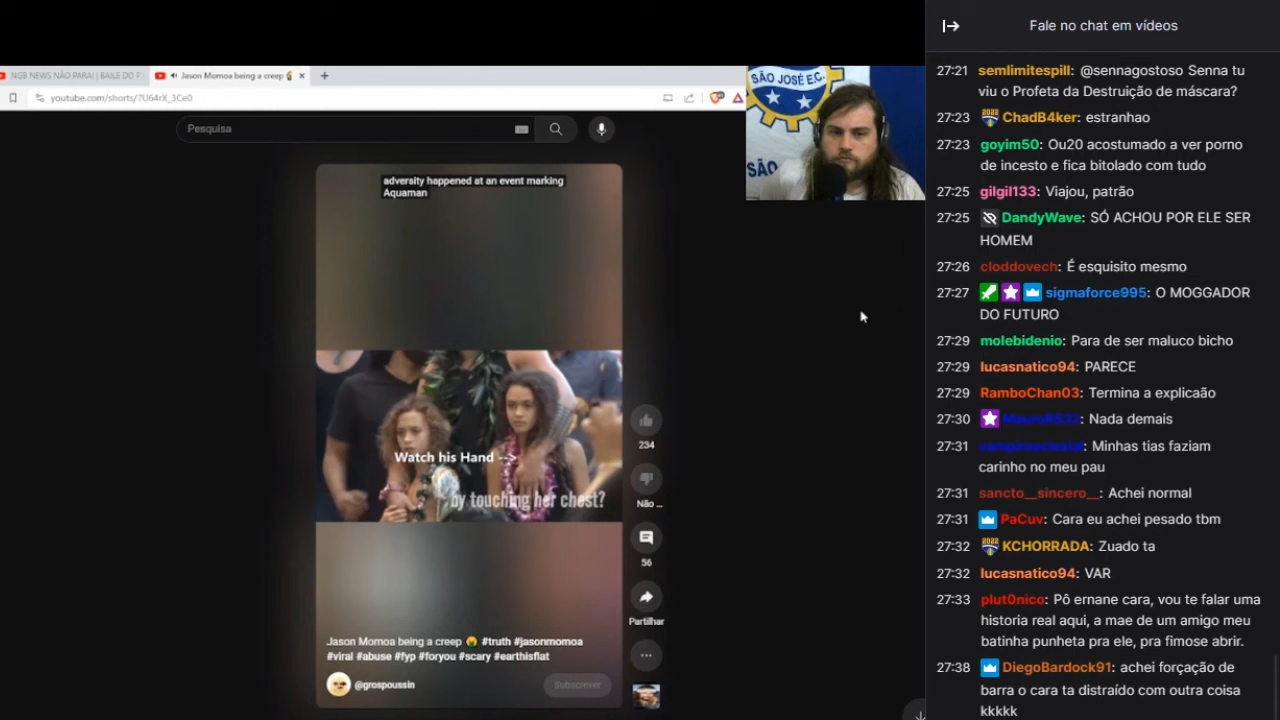 NGB NEWS NÃO PARA! | BAILE DO F
Jason Momoa being a creep
youtube.com/shorts/7U64rX_3Ce0
Pesquisa
SÃO JOSÉ E.C.
SÃO
adversity happened at an event marking
Aquaman
Watch his Hand -->
by touching her chest?
234
Não ...
56
Partilhar
Jason Momoa being a creep 🤮 #truth #jasonmomoa
#viral #abuse #fyp #foryou #scary #earthisflat
@grospoussin
Subscrever
Fale no chat em vídeos
27:21 semlimitespill: @sennagostoso Senna tu
viu o Profeta da Destruição de máscara?
27:23 ChadB4ker: estranhao
27:23 goyim50: Ou20 acostumado a ver porno
de incesto e fica bitolado com tudo
27:25 gilgil133: Viajou, patrão
27:25 DandyWave: SÓ ACHOU POR ELE SER
HOMEM
27:26 cloddovech: É esquisito mesmo
27:27 sigmaforce995: O MOGGADOR
DO FUTURO
27:29 molebidenio: Para de ser maluco bicho
27:29 lucasnatico94: PARECE
27:29 RamboChan03: Termina a explicaão
27:30 Nada demais
27:31 Minhas tias faziam
carinho no meu pau
27:31 sancto__sincero__: Achei normal
27:31 PaCuv: Cara eu achei pesado tbm
27:32 KCHORRADA: Zuado ta
27:32 lucasnatico94: VAR
27:33 plut0nico: Pô ernane cara, vou te falar uma
historia real aqui, a mae de um amigo meu
batinha punheta pra ele, pra fimose abrir.
27:38 DiegoBardock91: achei forçação de
barra o cara ta distraído com outra coisa
kkkkk